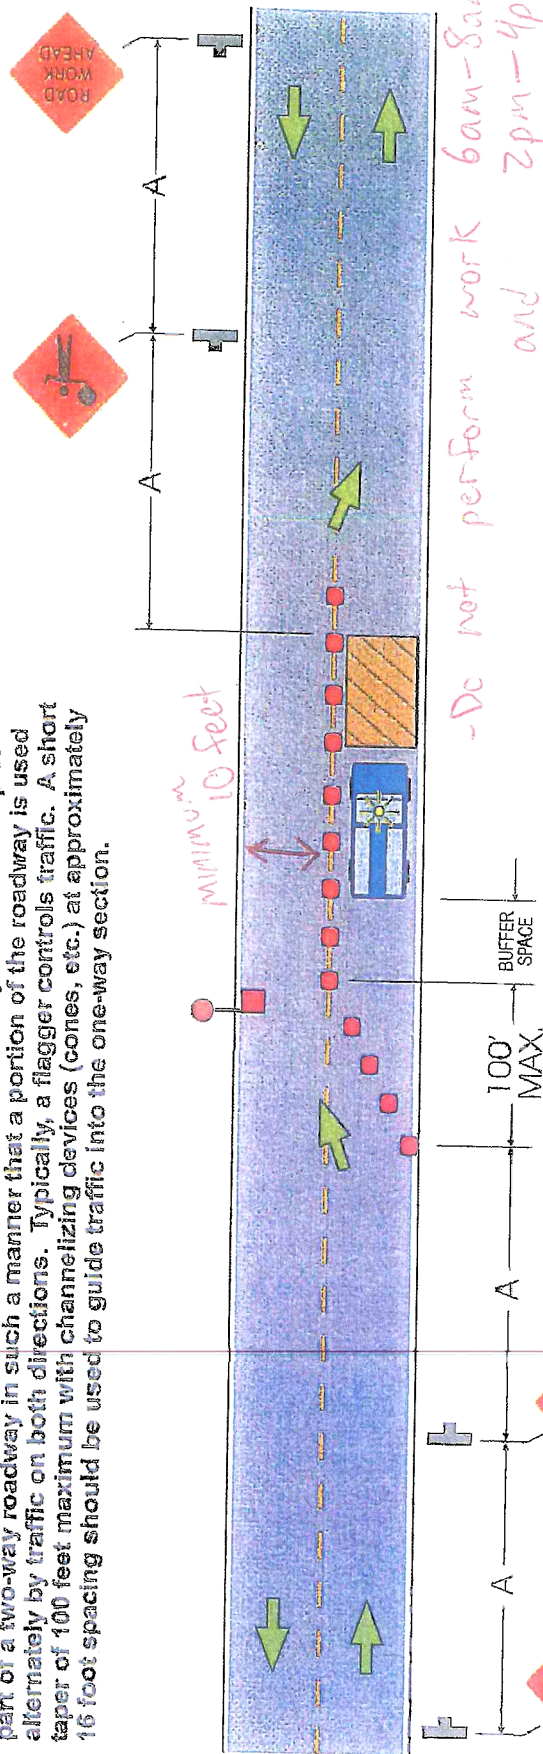 part of a two-way roadway in such a manner that a portion of the roadway is used
alternately by traffic on both directions. Typically, a flagger controls traffic. A short
taper of 100 feet maximum with channelizing devices (cones, etc.) at approximately
16 foot spacing should be used to guide traffic into the one-way section.
ROAD
WORK
AHEAD
A
A
minimum
10 feet
BUFFER
SPACE
100'
MAX.
A
A
-Do not perform work 6am-8am
and 2pm-4p